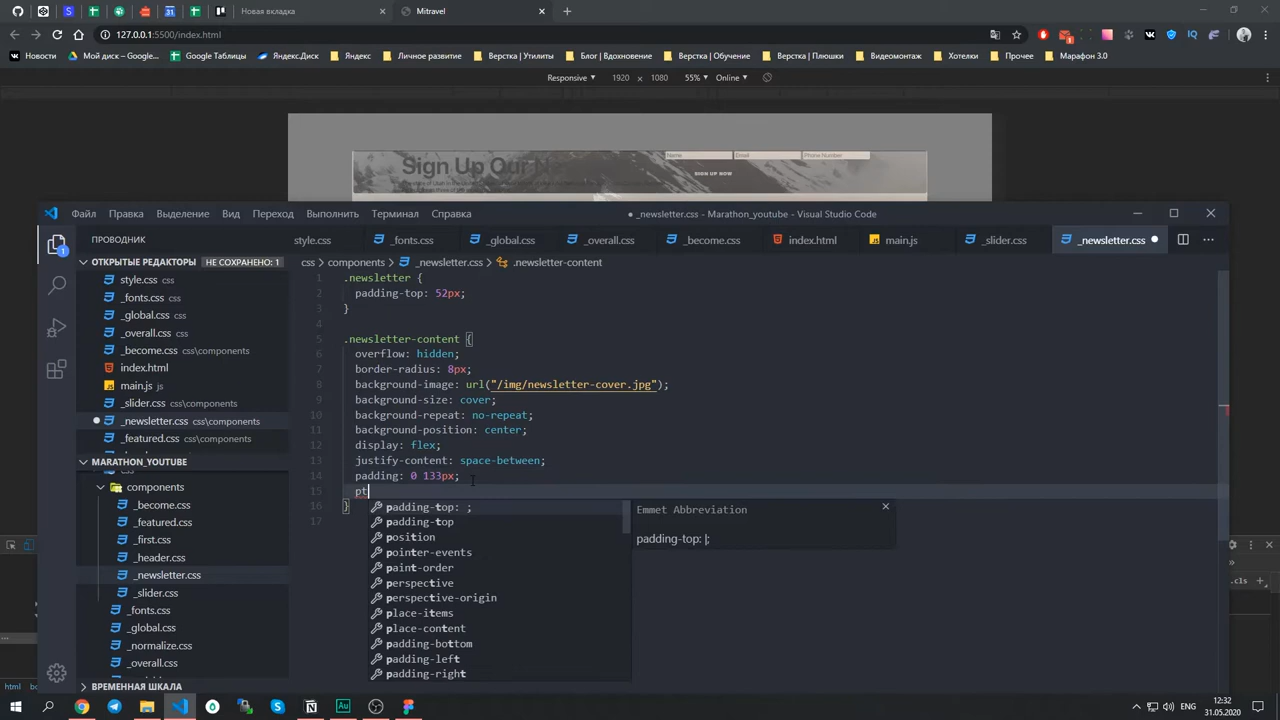 Новая вкладка
Mitravel
127.0.0.1:5500/index.html
Новости
Мой диск – Google...
Google Таблицы
Яндекс.Диск
Яндекс
Личное развитие
Верстка | Утилиты
Блог | Вдохновение
Верстка | Обучение
Верстка | Плюшки
Видеомонтаж
Хотелки
Прочее
Марафон 3.0
Responsive ▼ 1920 × 1080 55% ▼ Online ▼
Sign Up Our N
Name Email Phone Number
SIGN UP NOW
Файл Правка Выделение Вид Переход Выполнить Терминал Справка
● _newsletter.css - Marathon_youtube - Visual Studio Code
ПРОВОДНИК
style.css _fonts.css _global.css _overall.css _become.css index.html main.js _slider.css _newsletter.css ●
ОТКРЫТЫЕ РЕДАКТОРЫ НЕ СОХРАНЕНО: 1
css > components > _newsletter.css > .newsletter-content
style.css
_fonts.css
_global.css
_overall.css
_become.css css\components
index.html
main.js
_slider.css css\components
_newsletter.css css\components
_featured.css css\components
MARATHON_YOUTUBE
components
_become.css
_featured.css
_first.css
_header.css
_newsletter.css
_slider.css
_fonts.css
_global.css
_normalize.css
_overall.css
ВРЕМЕННАЯ ШКАЛА
1 .newsletter {
2 padding-top: 52px;
3 }
4
5 .newsletter-content {
6 overflow: hidden;
7 border-radius: 8px;
8 background-image: url("/img/newsletter-cover.jpg");
9 background-size: cover;
10 background-repeat: no-repeat;
11 background-position: center;
12 display: flex;
13 justify-content: space-between;
14 padding: 0 133px;
15 pt
16 }
17
padding-top: ;
padding-top
position
pointer-events
paint-order
perspective
perspective-origin
place-items
place-content
padding-bottom
padding-left
padding-right
Emmet Abbreviation
padding-top: |;
.cls
html
ENG
12:32
31.05.2020